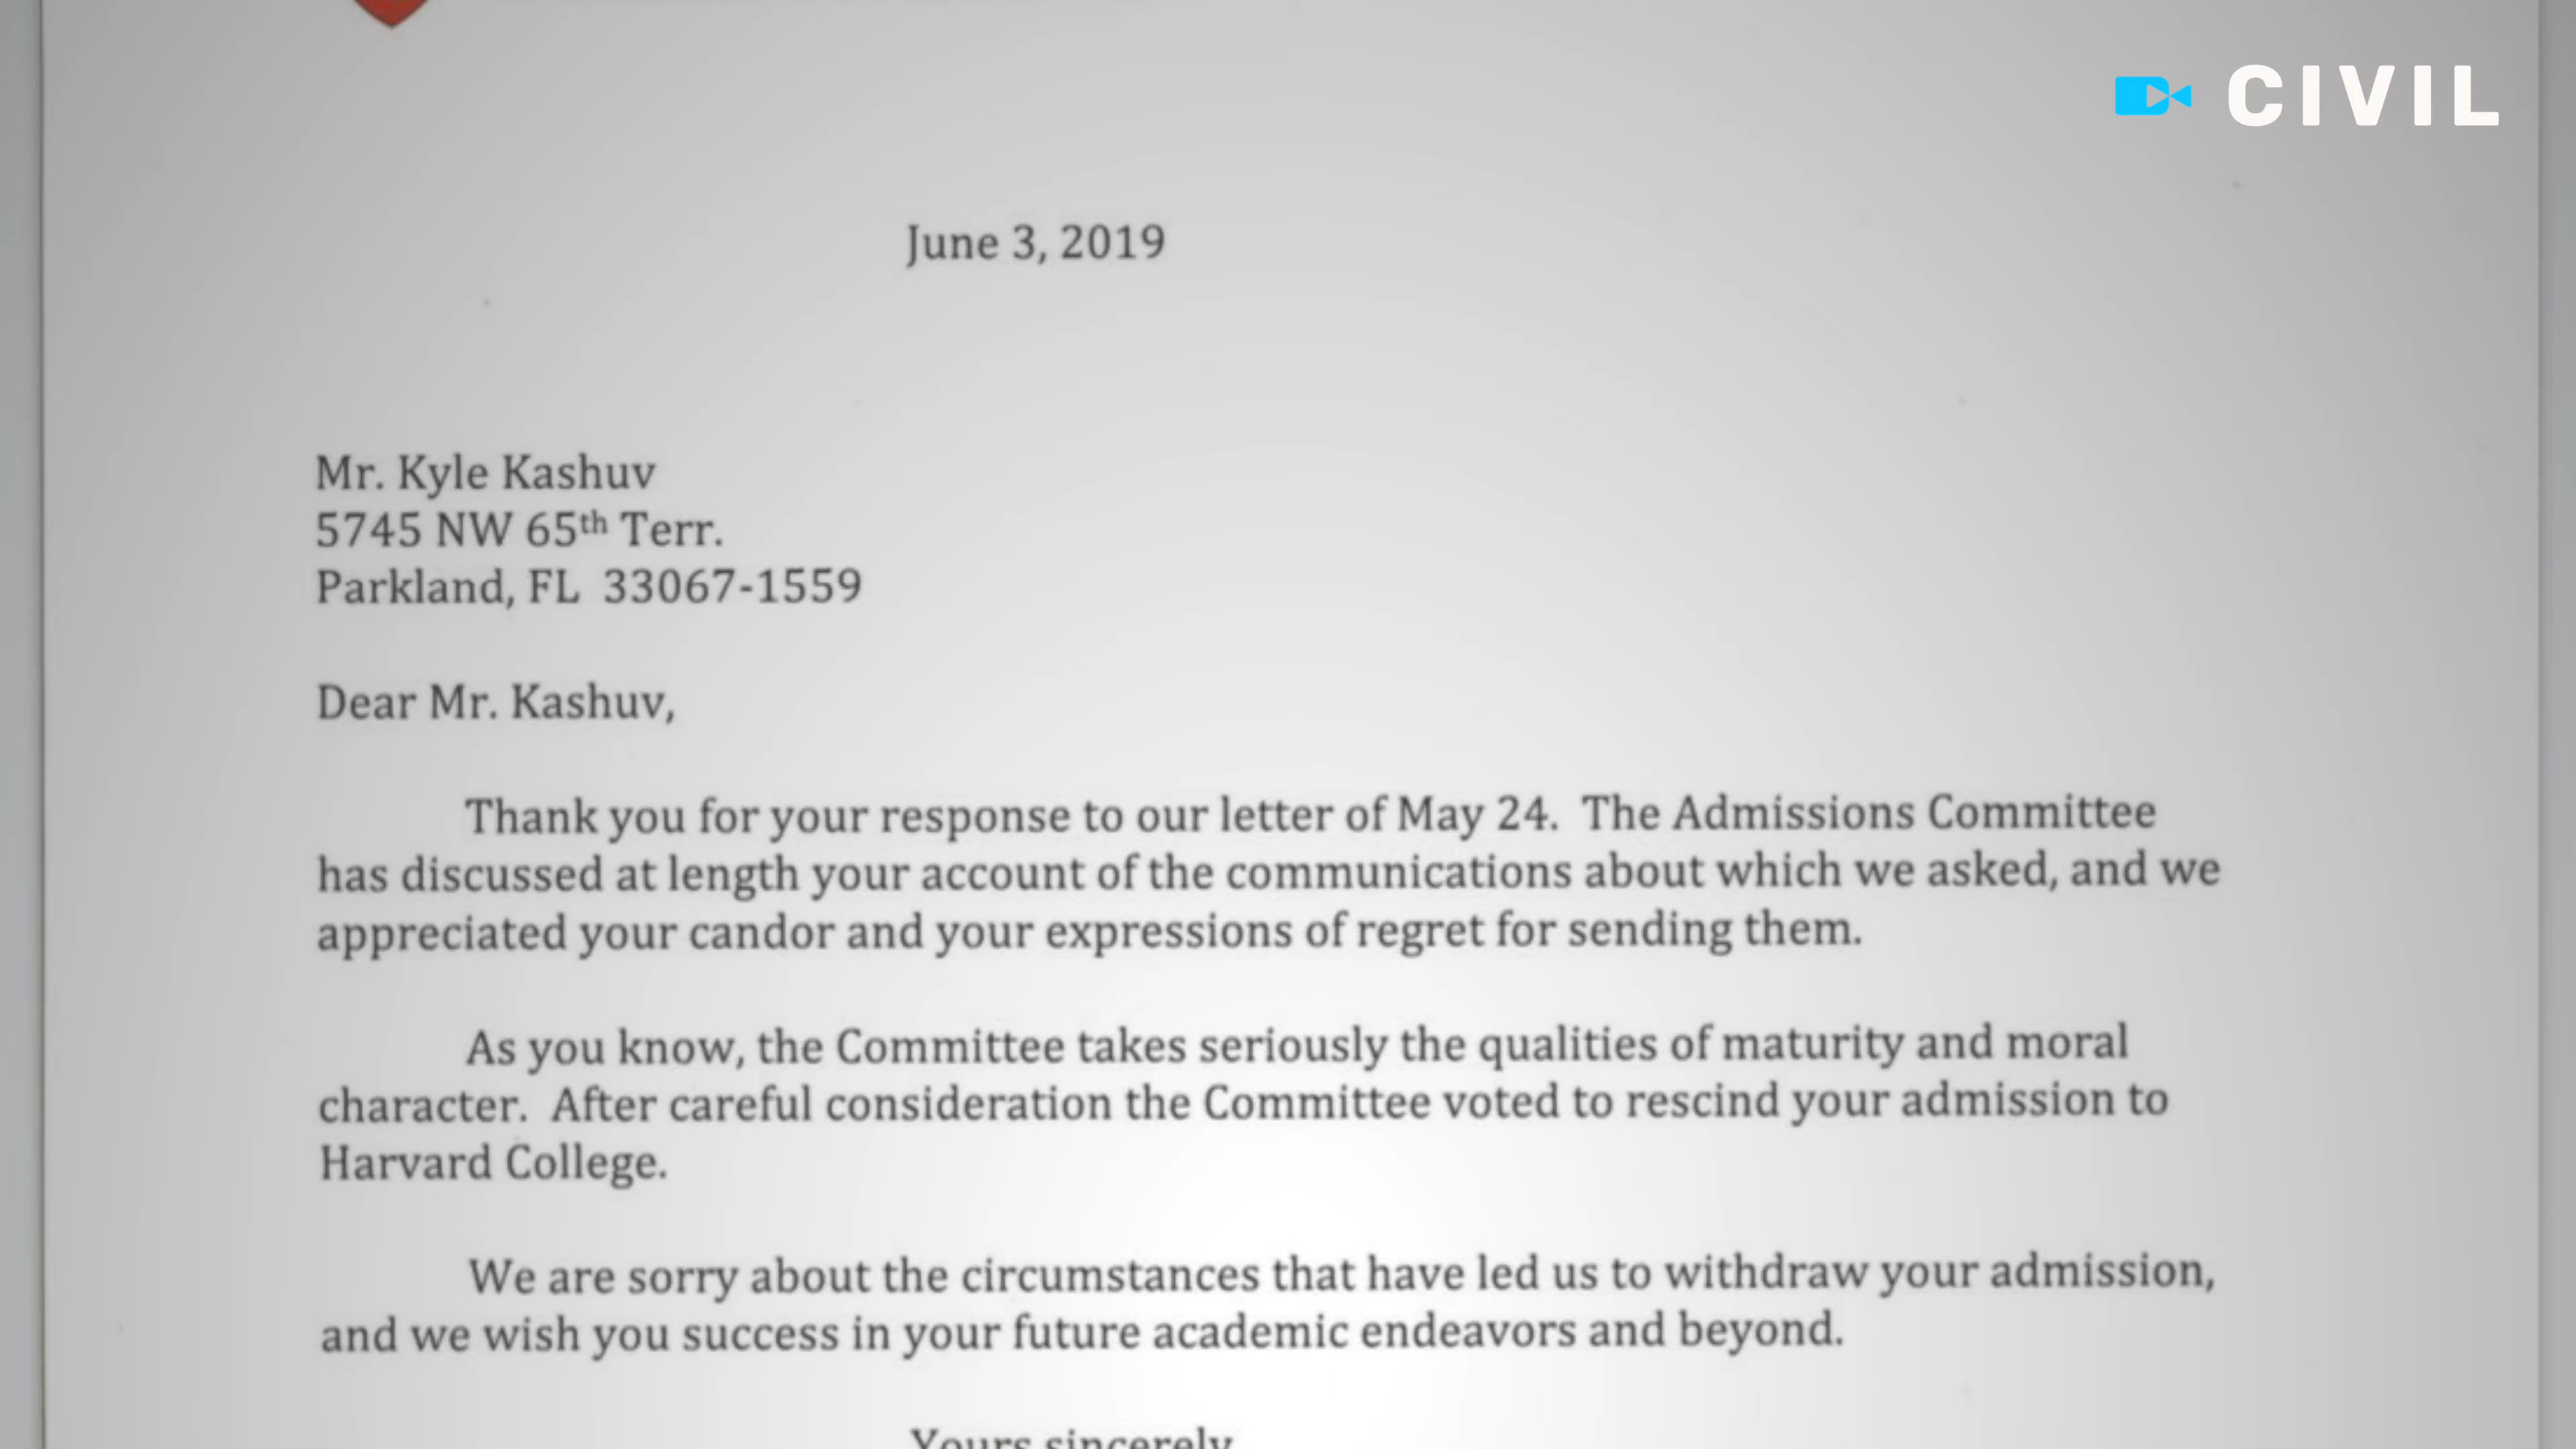 CIVIL
June 3, 2019
Mr. Kyle Kashuv
5745 NW 65th Terr.
Parkland, FL 33067-1559
Dear Mr. Kashuv,
Thank you for your response to our letter of May 24. The Admissions Committee
has discussed at length your account of the communications about which we asked, and we
appreciated your candor and your expressions of regret for sending them.
As you know, the Committee takes seriously the qualities of maturity and moral
character. After careful consideration the Committee voted to rescind your admission to
Harvard College.
We are sorry about the circumstances that have led us to withdraw your admission,
and we wish you success in your future academic endeavors and beyond.
Yours sincerely